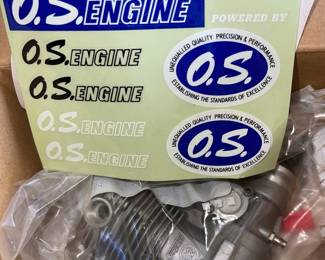 O.S.ENGINE
POWERED BY
O.S.ENGINE
O.S.ENGINE
O.S.ENGINE
O.S.ENGINE
UNEQUALLED QUALITY PRECISION & PERFORMANCE
O.S.
ESTABLISHING THE STANDARDS OF EXCELLENCE
UNEQUALLED QUALITY PRECISION & PERFORMANCE
O.S.
ESTABLISHING THE STANDARDS OF EXCELLENCE